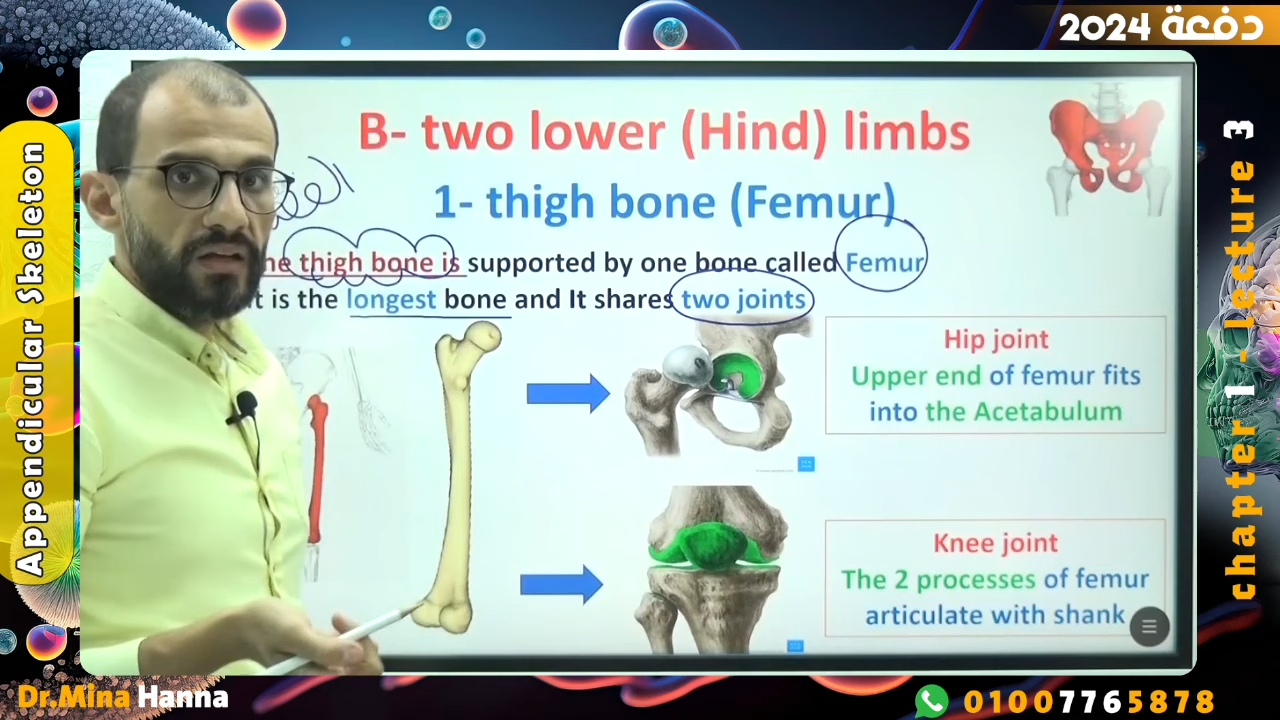 دفعة 2024
Appendicular Skeleton
chapter 1 - lecture 3
B- two lower (Hind) limbs
1- thigh bone (Femur)
he thigh bone is supported by one bone called Femur
t is the longest bone and It shares two joints
Hip joint
Upper end of femur fits
into the Acetabulum
Knee joint
The 2 processes of femur
articulate with shank
Dr.Mina Hanna
01007765878